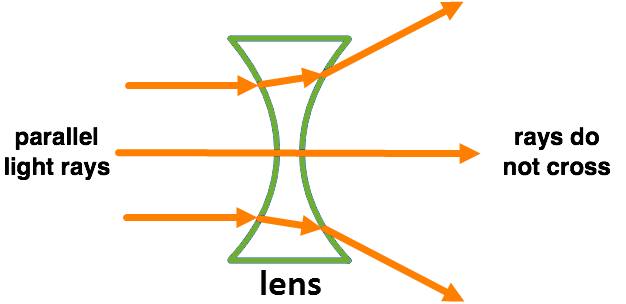 parallel
light rays
rays do
not cross
lens